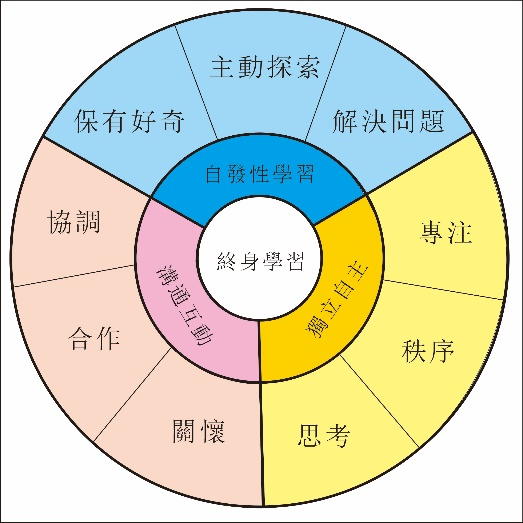 主動探索
保有好奇
解決問題
自發性學習
協調
專注
終身學習
溝通互動
獨立自主
合作
秩序
關懷
思考